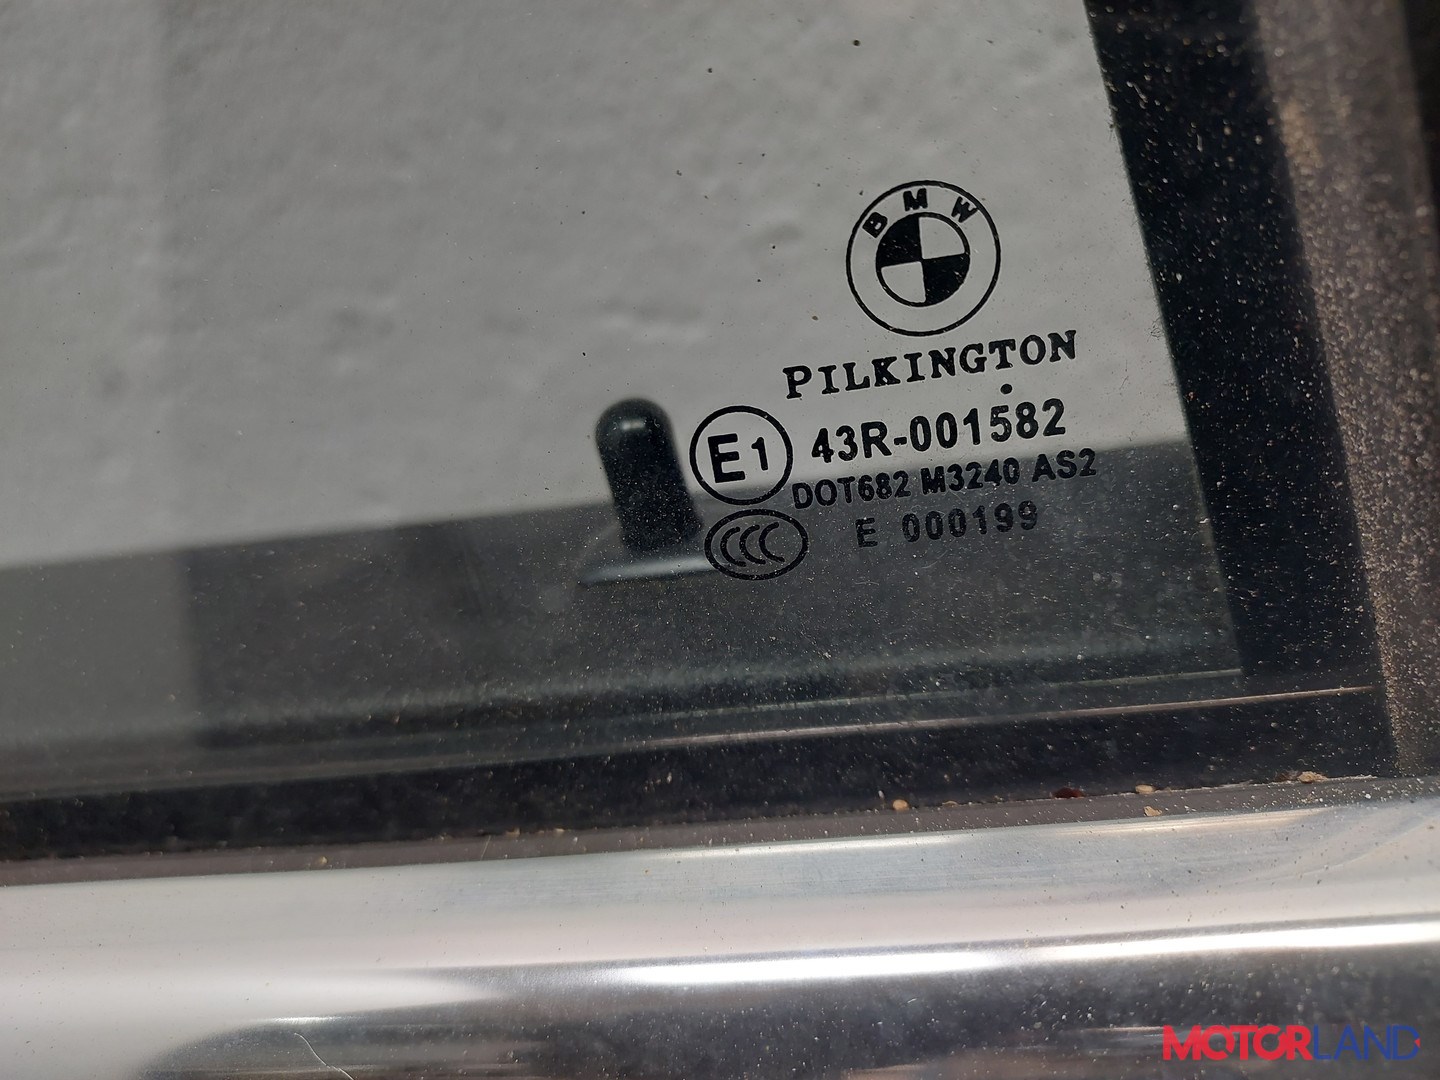 BMW
PILKINGTON
E1 43R-001582
DOT682 M3240 AS2
CCC E 000199
MOTORLAND